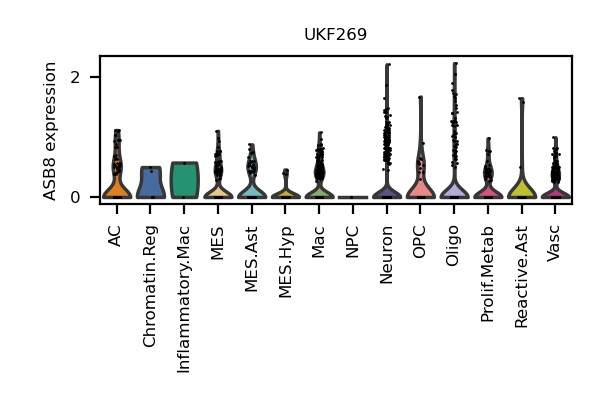 UKF269
ASB8 expression
2
0
AC
Chromatin.Reg
Inflammatory.Mac
MES
MES.Ast
MES.Hyp
Mac
NPC
Neuron
OPC
Oligo
Prolif.Metab
Reactive.Ast
Vasc